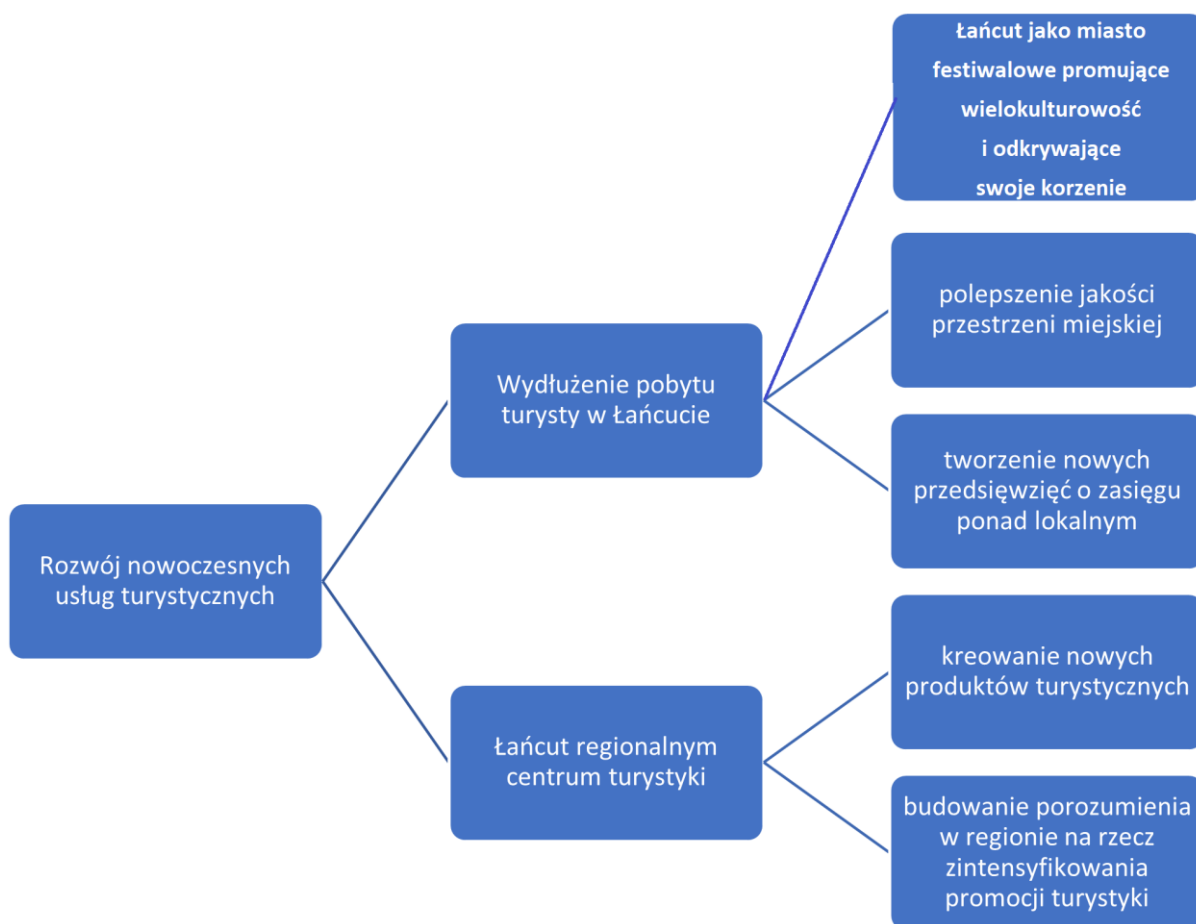 Łańcut jako miasto
festiwalowe promujące
wielokulturowość
i odkrywające
swoje korzenie
polepszenie jakości
przestrzeni miejskiej
Wydłużenie pobytu
turysty w Łańcucie
tworzenie nowych
przedsięwzięć o zasięgu
ponad lokalnym
Rozwój nowoczesnych
usług turystycznych
kreowanie nowych
produktów turystycznych
Łańcut regionalnym
centrum turystyki
budowanie porozumienia
w regionie na rzecz
zintensyfikowania
promocji turystyki